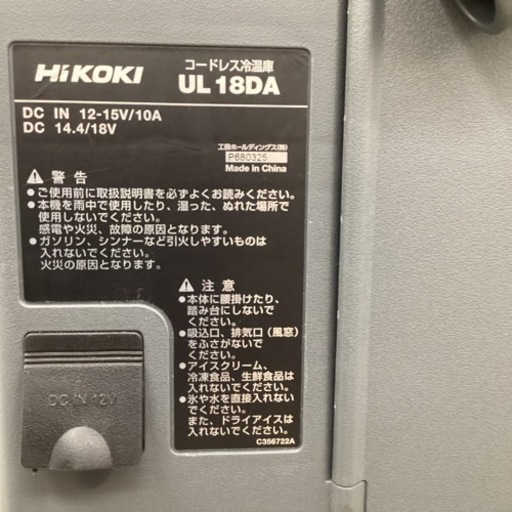 HiKOKI
コードレス冷温庫
UL 18DA
DC IN 12-15V/10A
DC 14.4/18V
工機ホールディングス(株)
P680325
Made in China
警告
●ご使用前に取扱説明書を必ずよくお読みください。
●本機を雨中で使用したり、湿った、ぬれた場所で
使用しないでください。
感電や火災、故障の原因となります。
●ガソリン、シンナーなど引火しやすいものは
入れないでください。
火災の原因となります。
注意
●本体に腰掛けたり、
踏み台にしないで
ください。
●吸込口、排気口（風窓）
をふさがないで
ください。
●アイスクリーム、
冷凍食品、生鮮食品は
入れないでください。
●氷や水を直接入れない
でください。
また、ドライアイスは
入れないでください。
C356722A
DC IN 12V